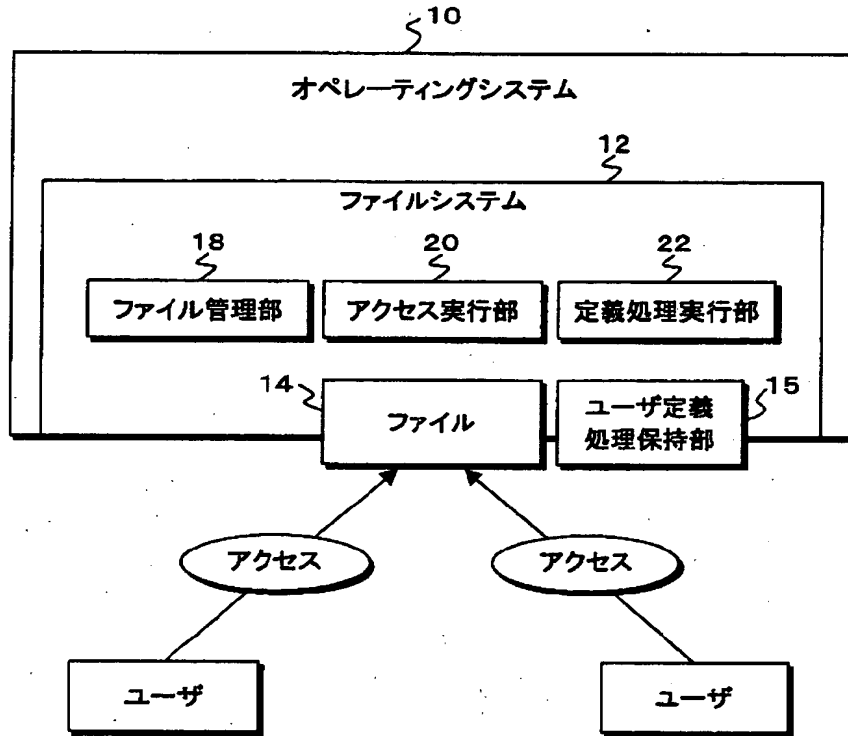 10
オペレーティングシステム
12
ファイルシステム
18
20
22
ファイル管理部
アクセス実行部
定義処理実行部
14
ファイル
ユーザ定義
処理保持部
15
アクセス
アクセス
ユーザ
ユーザ